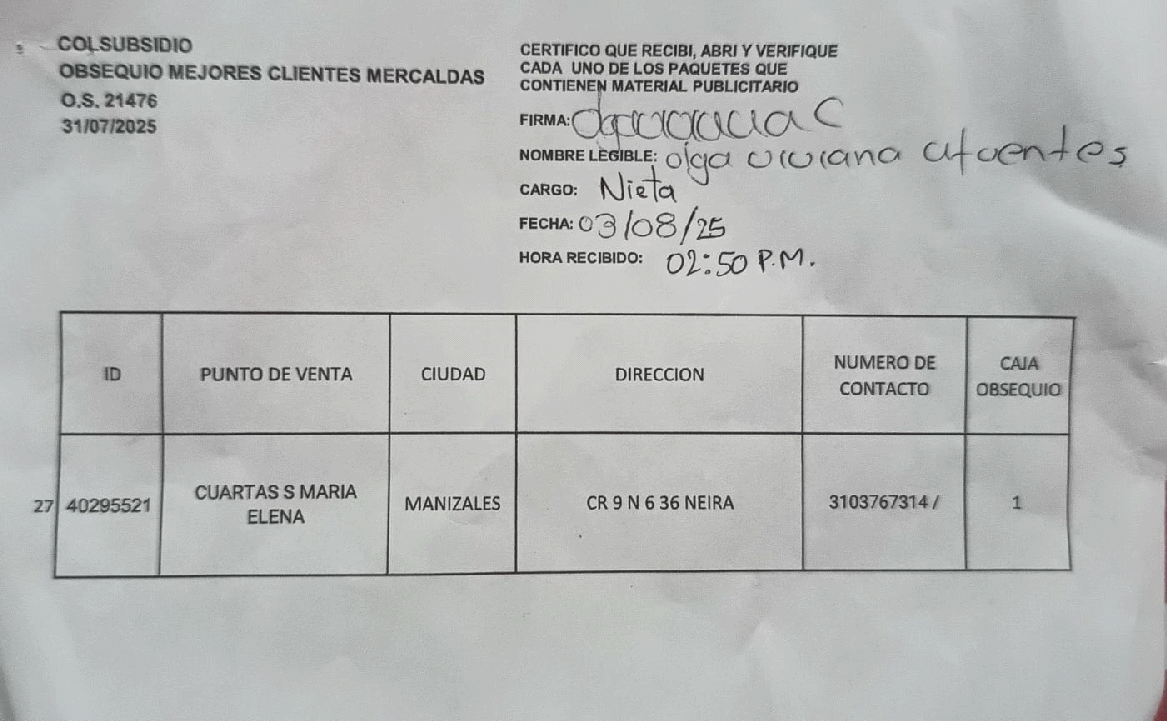 COLSUBSIDIO
OBSEQUIO MEJORES CLIENTES MERCALDAS
O.S. 21476
31/07/2025
CERTIFICO QUE RECIBI, ABRI Y VERIFIQUE
CADA UNO DE LOS PAQUETES QUE
CONTIENEN MATERIAL PUBLICITARIO
FIRMA:
NOMBRE LEGIBLE: olga viviana
CARGO: Nieta
FECHA: 03/08/25
HORA RECIBIDO: 02:50 P.M.
ID PUNTO DE VENTA CIUDAD DIRECCION NUMERO DE CONTACTO CAJA OBSEQUIO
27 40295521 CUARTAS S MARIA ELENA MANIZALES CR 9 N 6 36 NEIRA 3103767314 / 1